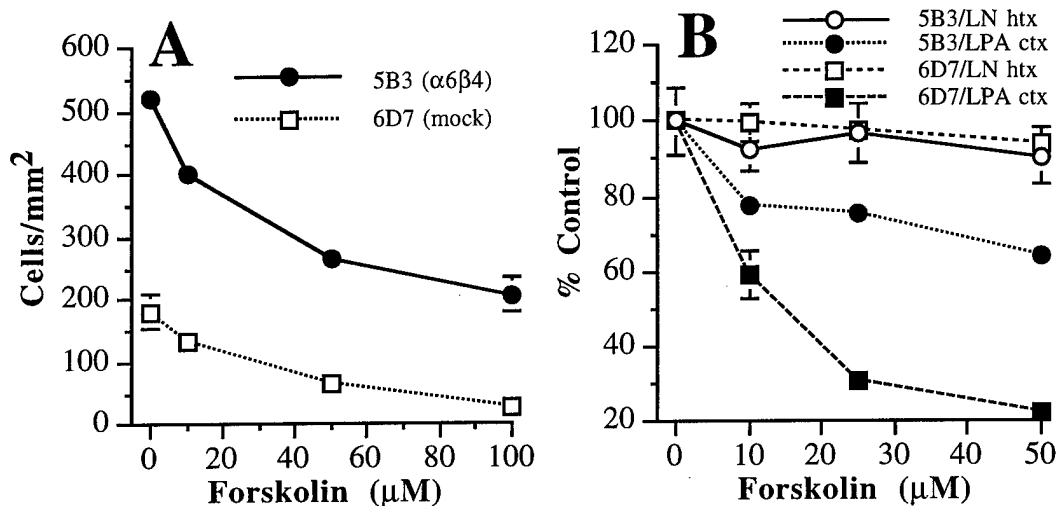 A
600
500
400
300
200
100
0
Cells/mm²
5B3 (α6β4)
6D7 (mock)
0 20 40 60 80 100
Forskolin (μM)
B
120
100
80
60
40
20
% Control
5B3/LN htx
5B3/LPA ctx
6D7/LN htx
6D7/LPA ctx
0 10 20 30 40 50
Forskolin (μM)